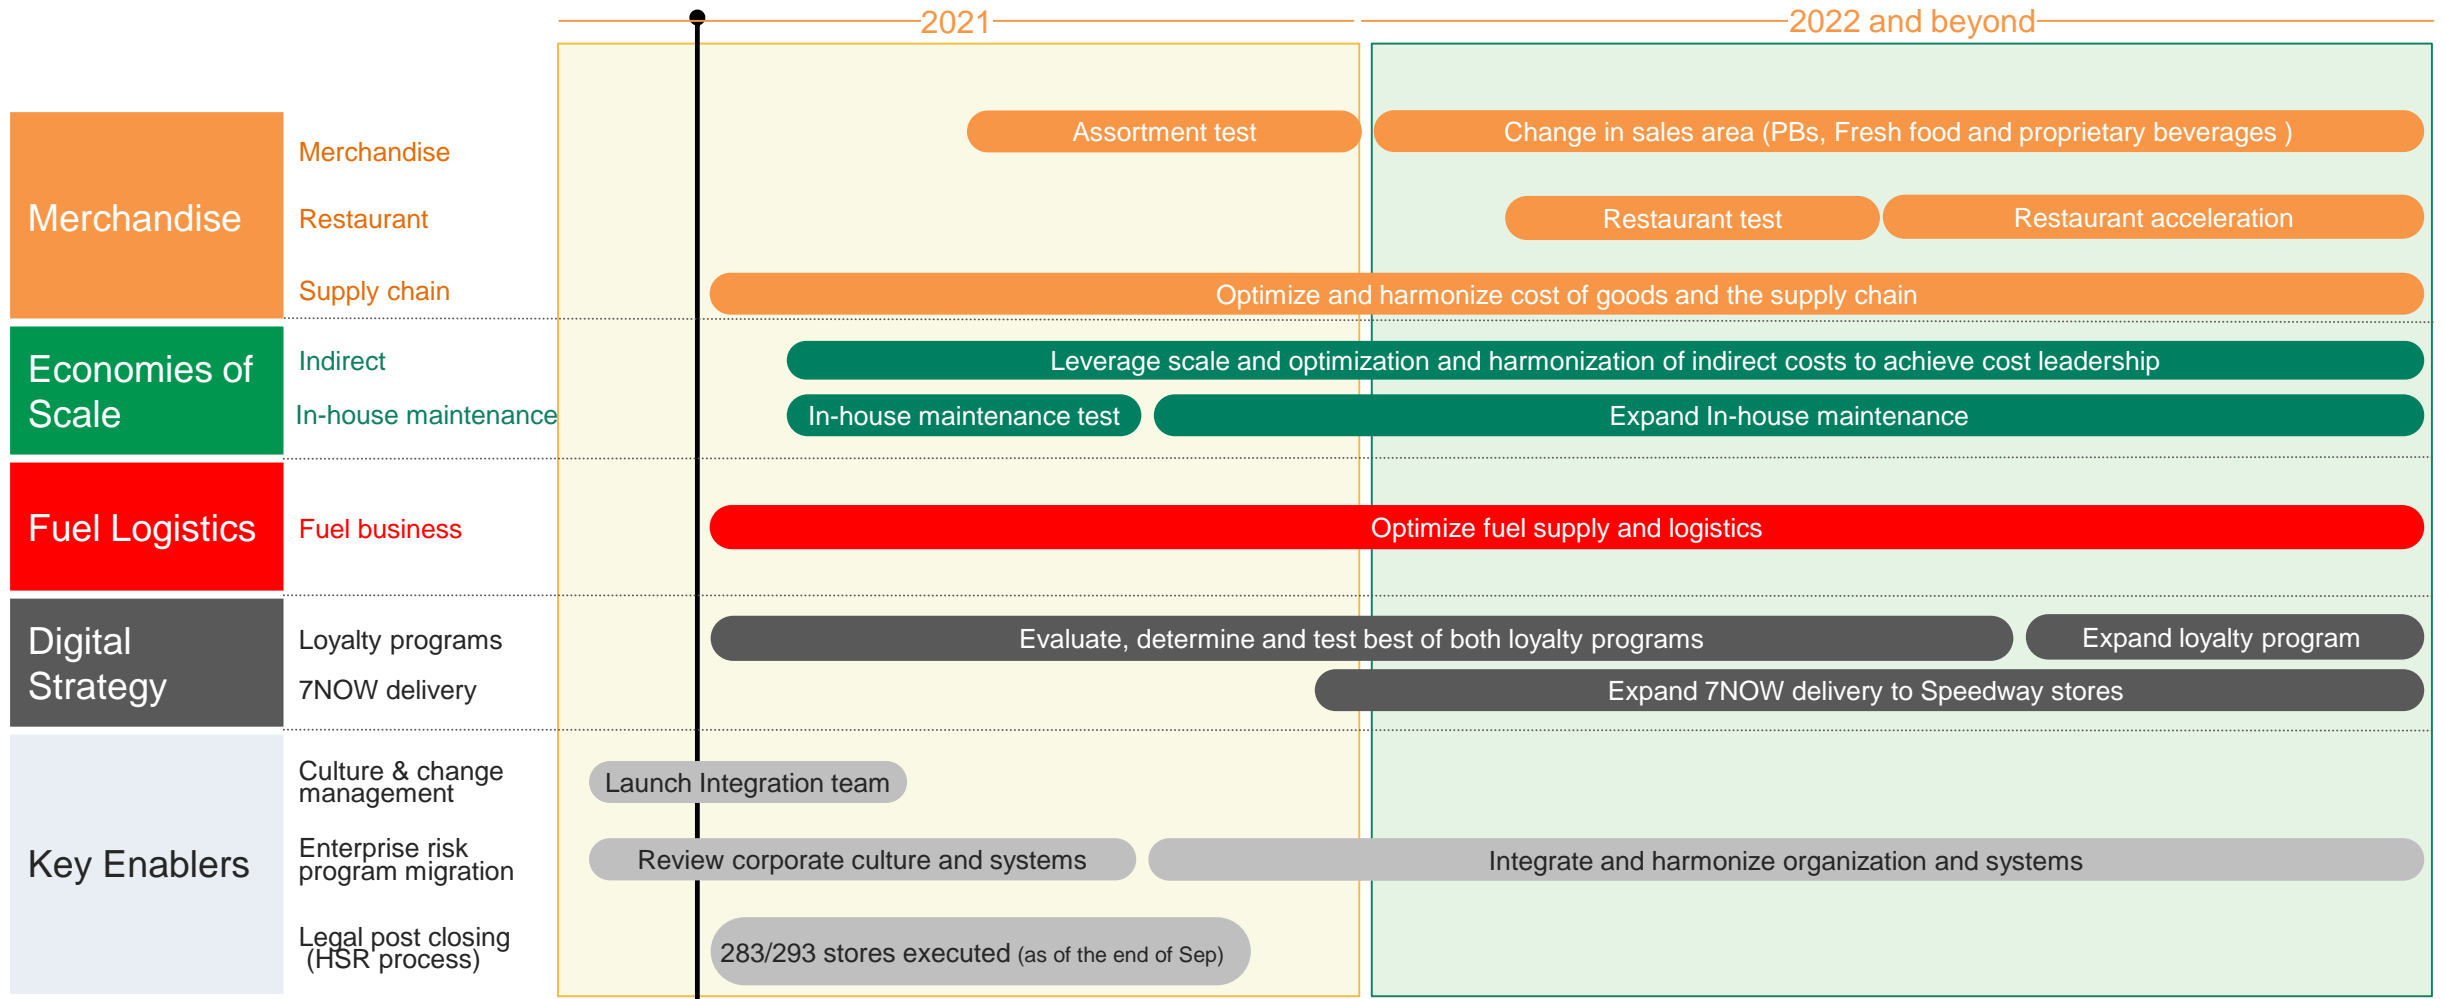 2021
2022 and beyond
Merchandise
Merchandise
Assortment test
Change in sales area (PBs, Fresh food and proprietary beverages )
Restaurant
Restaurant test
Restaurant acceleration
Supply chain
Optimize and harmonize cost of goods and the supply chain
Economies of
Scale
Indirect
Leverage scale and optimization and harmonization of indirect costs to achieve cost leadership
In-house maintenance
In-house maintenance test
Expand In-house maintenance
Fuel Logistics
Fuel business
Optimize fuel supply and logistics
Digital
Strategy
Loyalty programs
Evaluate, determine and test best of both loyalty programs
Expand loyalty program
7NOW delivery
Expand 7NOW delivery to Speedway stores
Key Enablers
Culture & change
management
Launch Integration team
Enterprise risk
program migration
Review corporate culture and systems
Integrate and harmonize organization and systems
Legal post closing
(HSR process)
283/293 stores executed (as of the end of Sep)